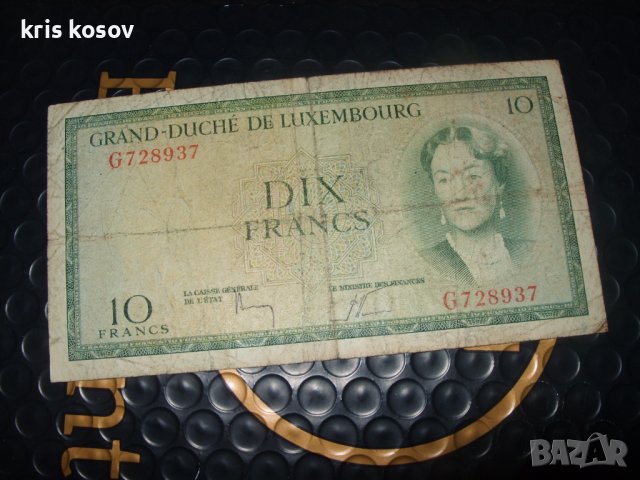 kris kosov
GRAND-DUCHÉ DE LUXEMBOURG
10
G728937
DIX
FRANCS
LA CAISSE GÉNÉRALE
DE L'ÉTAT
LE MINISTRE DES FINANCES
10
FRANCS
G728937
BAZAR